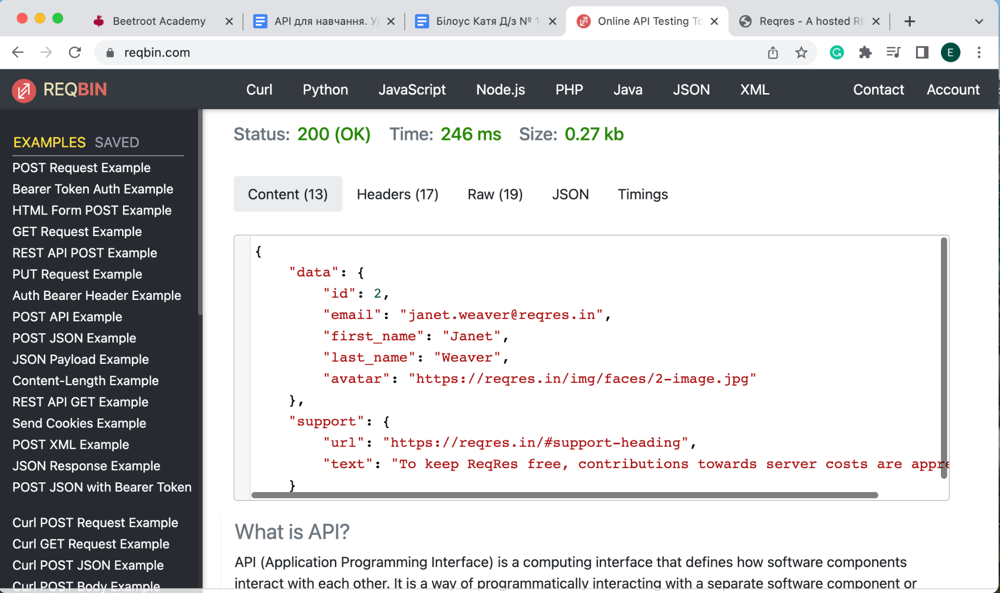 Beetroot Academy
API для навчання. Ур
Білоус Катя Д/з № 1
Online API Testing To
Reqres - A hosted RE
reqbin.com
E
REQBIN
Curl Python JavaScript Node.js PHP Java JSON XML Contact Account
EXAMPLES SAVED
POST Request Example
Bearer Token Auth Example
HTML Form POST Example
GET Request Example
REST API POST Example
PUT Request Example
Auth Bearer Header Example
POST API Example
POST JSON Example
JSON Payload Example
Content-Length Example
REST API GET Example
Send Cookies Example
POST XML Example
JSON Response Example
POST JSON with Bearer Token
Curl POST Request Example
Curl GET Request Example
Curl POST JSON Example
Curl POST Body Example
Status: 200 (OK) Time: 246 ms Size: 0.27 kb
Content (13) Headers (17) Raw (19) JSON Timings
{
"data": {
"id": 2,
"email": "janet.weaver@reqres.in",
"first_name": "Janet",
"last_name": "Weaver",
"avatar": "https://reqres.in/img/faces/2-image.jpg"
},
"support": {
"url": "https://reqres.in/#support-heading",
"text": "To keep ReqRes free, contributions towards server costs are appre
}
What is API?
API (Application Programming Interface) is a computing interface that defines how software components
interact with each other. It is a way of programmatically interacting with a separate software component or